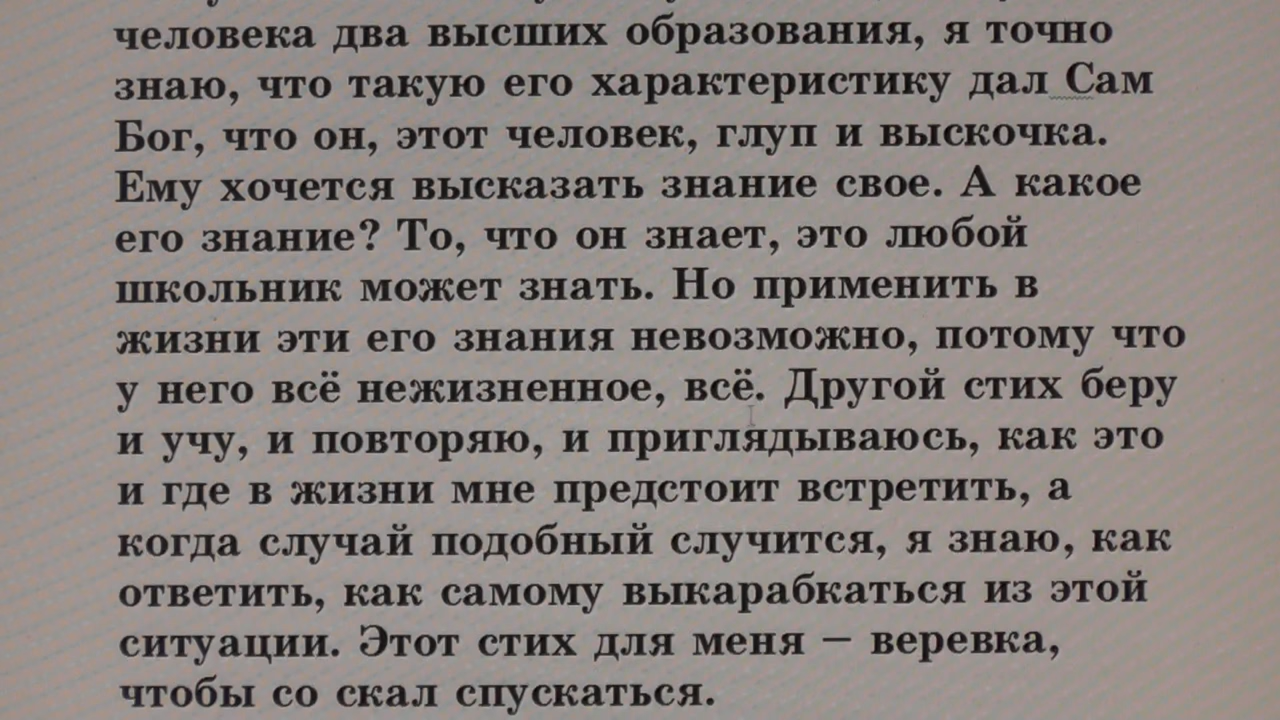 человека два высших образования, я точно
знаю, что такую его характеристику дал Сам
Бог, что он, этот человек, глуп и выскочка.
Ему хочется высказать знание свое. А какое
его знание? То, что он знает, это любой
школьник может знать. Но применить в
жизни эти его знания невозможно, потому что
у него всё нежизненное, всё. Другой стих беру
и учу, и повторяю, и приглядываюсь, как это
и где в жизни мне предстоит встретить, а
когда случай подобный случится, я знаю, как
ответить, как самому выкарабкаться из этой
ситуации. Этот стих для меня – веревка,
чтобы со скал спускаться.